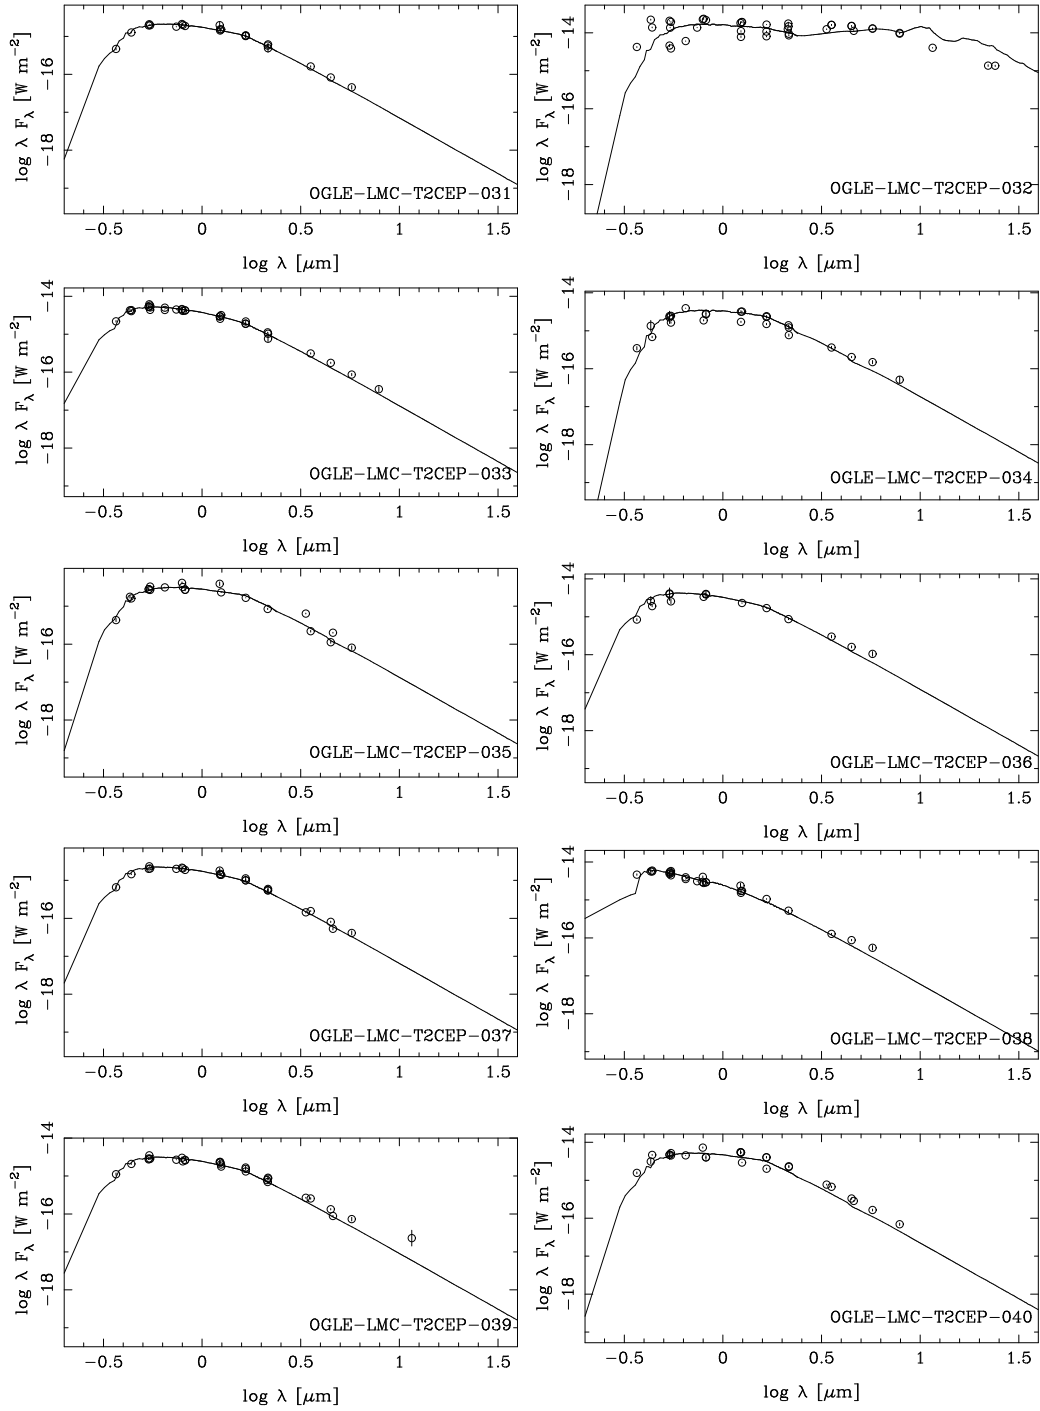 log λ F_λ [W m⁻²]
−16
−18
OGLE−LMC−T2CEP−031
−0.5 0 0.5 1 1.5
log λ [μm]
log λ F_λ [W m⁻²]
−14
−16
−18
OGLE−LMC−T2CEP−032
−0.5 0 0.5 1 1.5
log λ [μm]
log λ F_λ [W m⁻²]
−14
−16
−18
OGLE−LMC−T2CEP−033
−0.5 0 0.5 1 1.5
log λ [μm]
log λ F_λ [W m⁻²]
−14
−16
−18
OGLE−LMC−T2CEP−034
−0.5 0 0.5 1 1.5
log λ [μm]
log λ F_λ [W m⁻²]
−16
−18
OGLE−LMC−T2CEP−035
−0.5 0 0.5 1 1.5
log λ [μm]
log λ F_λ [W m⁻²]
−14
−16
−18
OGLE−LMC−T2CEP−036
−0.5 0 0.5 1 1.5
log λ [μm]
log λ F_λ [W m⁻²]
−16
−18
OGLE−LMC−T2CEP−037
−0.5 0 0.5 1 1.5
log λ [μm]
log λ F_λ [W m⁻²]
−14
−16
−18
OGLE−LMC−T2CEP−038
−0.5 0 0.5 1 1.5
log λ [μm]
log λ F_λ [W m⁻²]
−14
−16
−18
OGLE−LMC−T2CEP−039
−0.5 0 0.5 1 1.5
log λ [μm]
log λ F_λ [W m⁻²]
−14
−16
−18
OGLE−LMC−T2CEP−040
−0.5 0 0.5 1 1.5
log λ [μm]